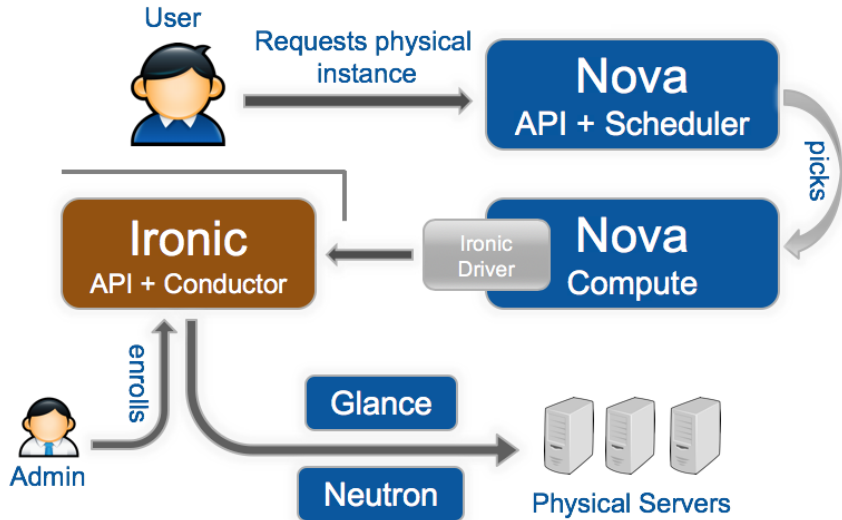 User
Requests physical
instance
Nova
API + Scheduler
picks
Ironic
API + Conductor
Ironic
Driver
Nova
Compute
enrolls
Admin
Glance
Neutron
Physical Servers